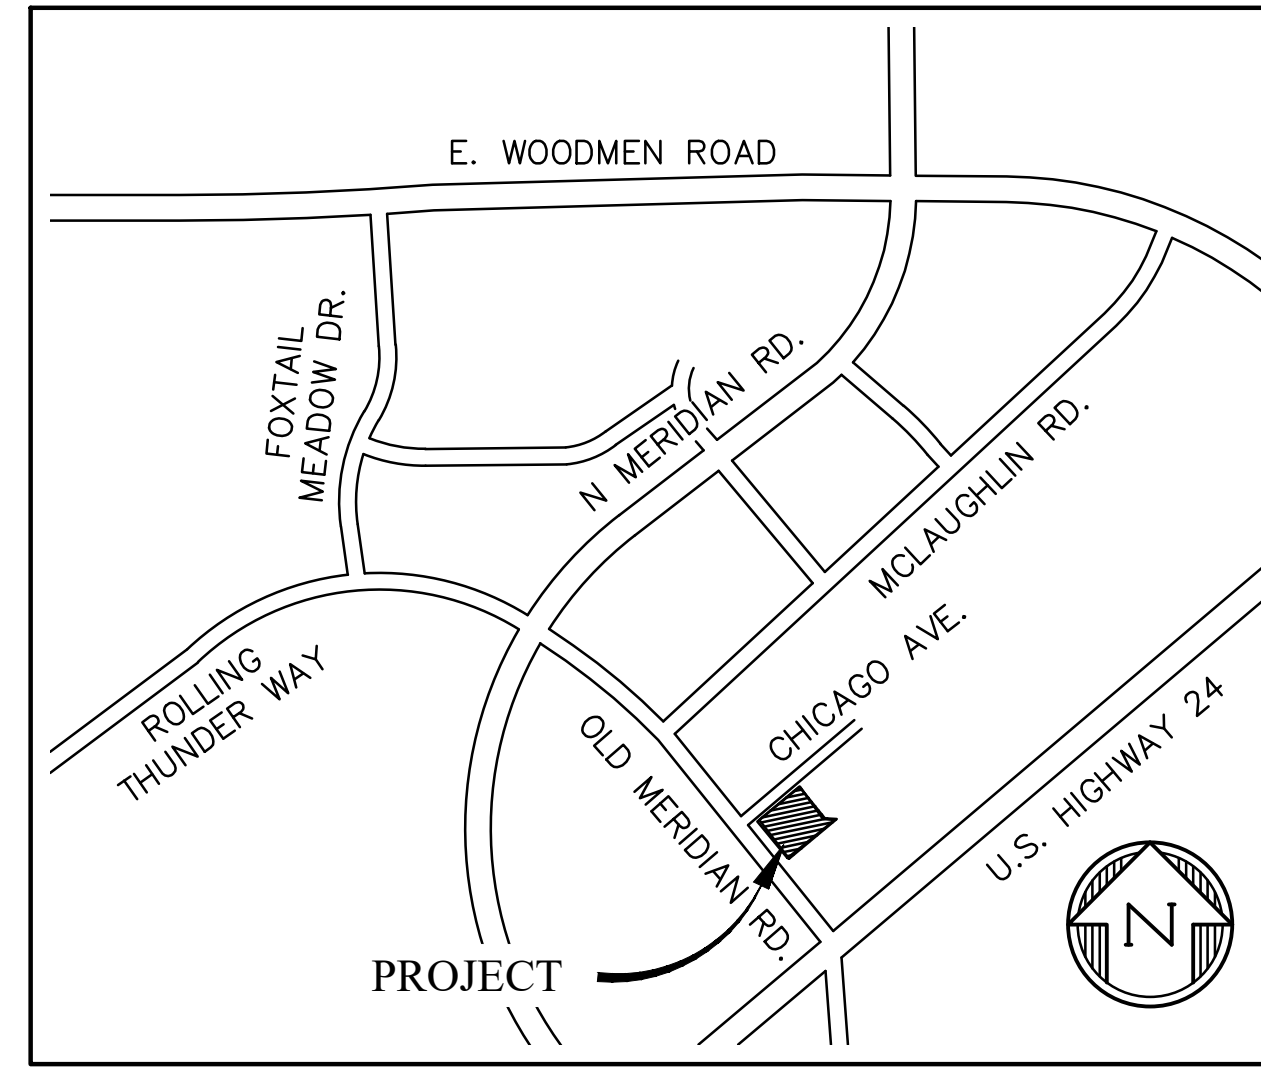 E. WOODMEN ROAD
FOXTAIL
MEADOW DR.
N MERIDIAN RD.
MCLAUGHLIN RD.
ROLLING
THUNDER WAY
CHICAGO AVE.
OLD MERIDIAN RD.
U.S. HIGHWAY 24
PROJECT
N